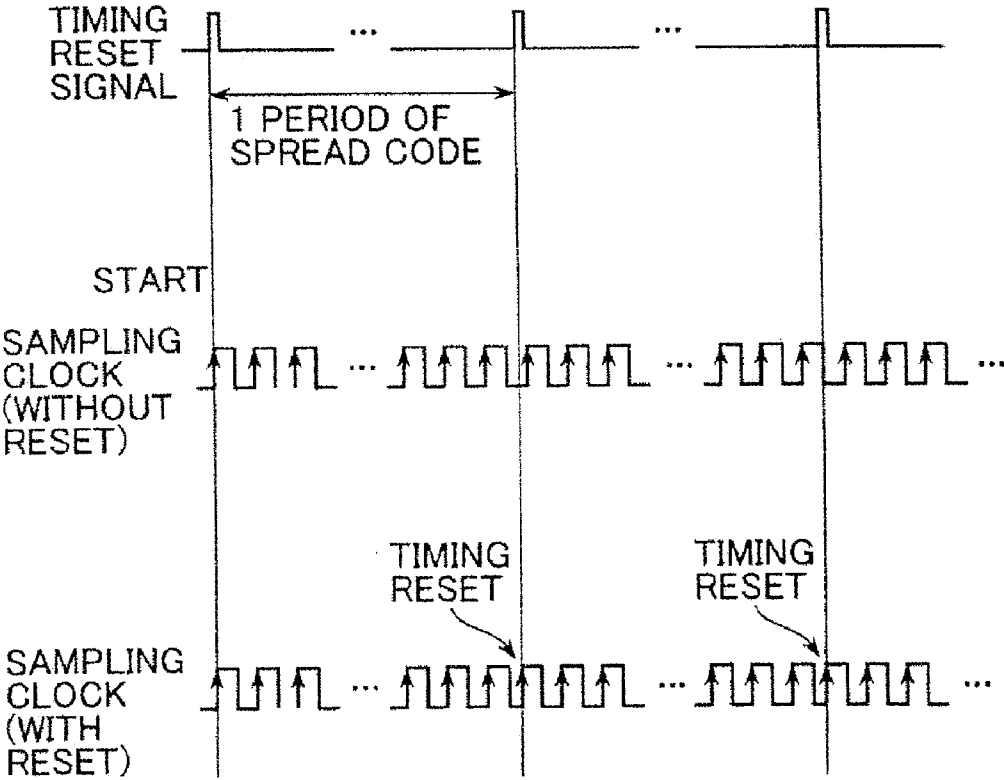 TIMING
RESET
SIGNAL
...
...
1 PERIOD OF
SPREAD CODE
START
SAMPLING
CLOCK
(WITHOUT
RESET)
...
...
...
TIMING
RESET
TIMING
RESET
SAMPLING
CLOCK
(WITH
RESET)
...
...
...